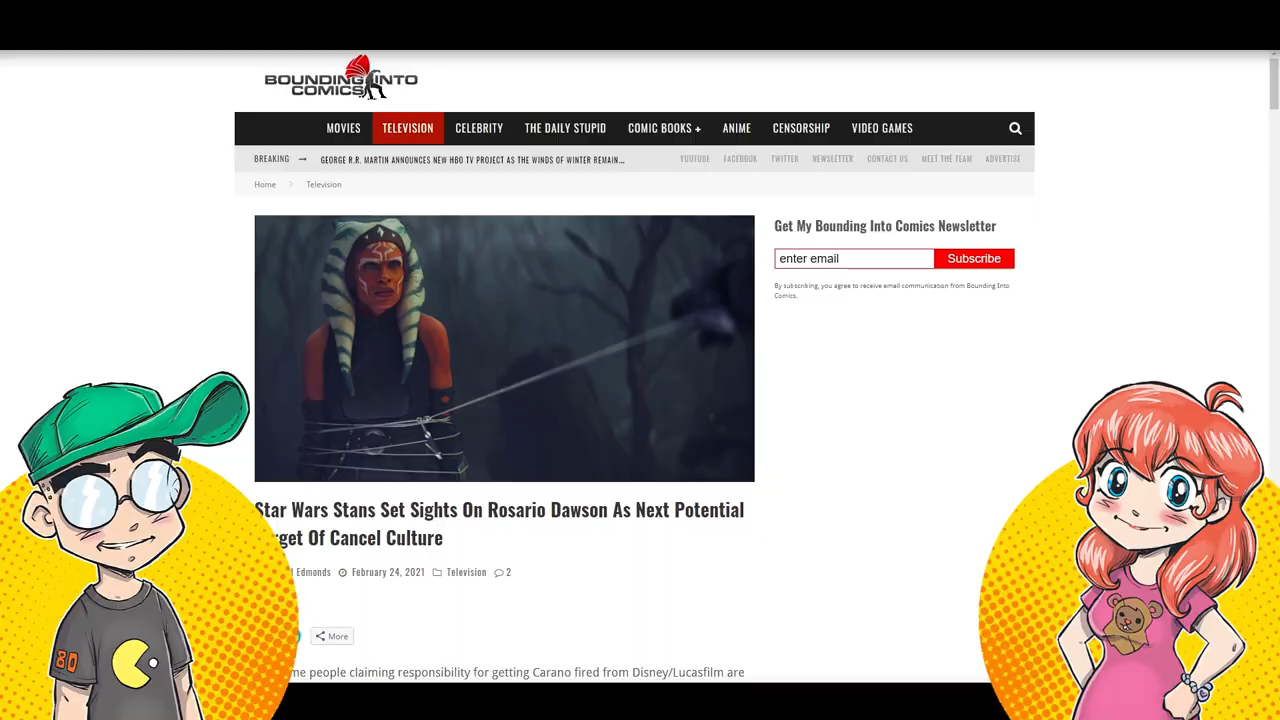 BOUNDING INTO
COMICS
MOVIES TELEVISION CELEBRITY THE DAILY STUPID COMIC BOOKS + ANIME CENSORSHIP VIDEO GAMES
BREAKING → GEORGE R.R. MARTIN ANNOUNCES NEW HBO TV PROJECT AS THE WINDS OF WINTER REMAIN... YOUTUBE FACEBOOK TWITTER NEWSLETTER CONTACT US MEET THE TEAM ADVERTISE
Home > Television
Get My Bounding Into Comics Newsletter
enter email Subscribe
By subscribing, you agree to receive email communication from Bounding Into
Comics.
Star Wars Stans Set Sights On Rosario Dawson As Next Potential
get Of Cancel Culture
Edmonds February 24, 2021 Television 2
More
me people claiming responsibility for getting Carano fired from Disney/Lucasfilm are
80